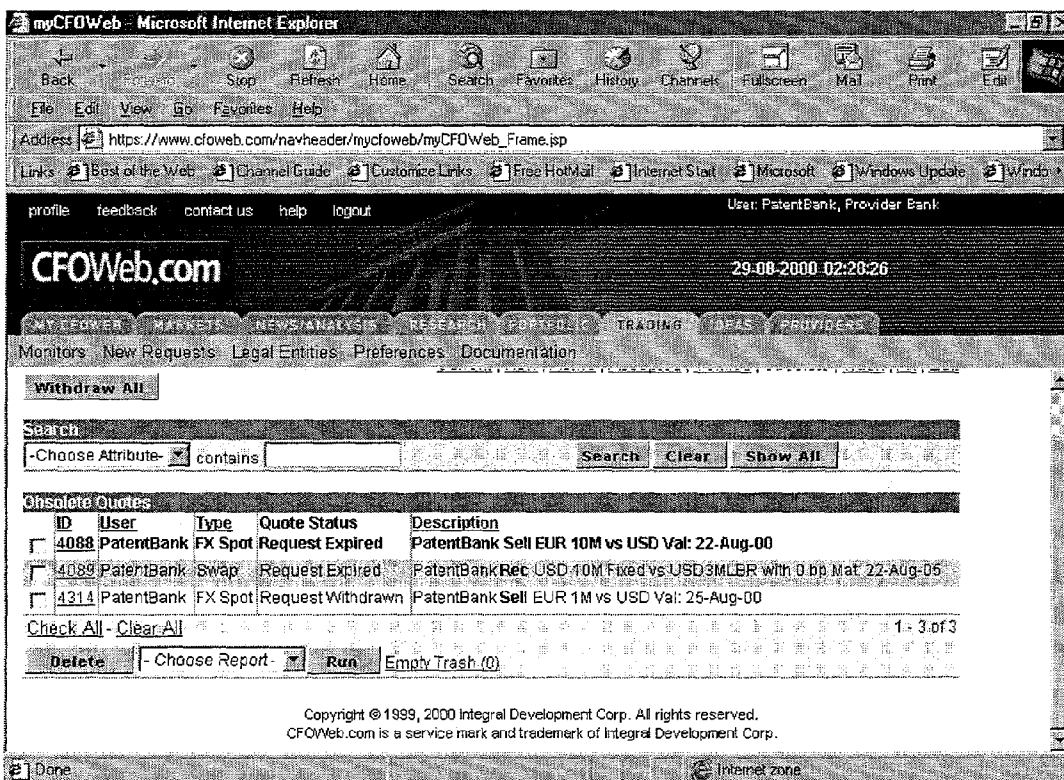 myCFOWeb - Microsoft Internet Explorer
Back Stop Refresh Home Search Favorites History Channels Fullscreen Mail Print Edit
File Edit View Go Favorites Help
Address https://www.cfoweb.com/navheader/mycfoweb/myCFOWeb_Frame.jsp
Links Best of the Web Channel Guide Customize Links Free HotMail Internet Start Microsoft Windows Update Windo
profile feedback contact us help logout User: PatentBank, Provider Bank
CFOWeb.com 29-08-2000 02:20:26
MY CFOWEB MARKETS NEWS/ANALYSIS RESEARCH PORTFOLIO TRADING IDEAS PROVIDERS
Monitors New Requests Legal Entities Preferences Documentation
Withdraw All
Search
-Choose Attribute- contains Search Clear Show All
Obsolete Quotes
ID User Type Quote Status Description
4088 PatentBank FX Spot Request Expired PatentBank Sell EUR 10M vs USD Val: 22-Aug-00
4089 PatentBank Swap Request Expired PatentBank Rec USD 10M Fixed vs USD3MLBR with 0 bp Mat: 22-Aug-05
4314 PatentBank FX Spot Request Withdrawn PatentBank Sell EUR 1M vs USD Val: 25-Aug-00
Check All - Clear All 1 - 3 of 3
Delete - Choose Report - Run Empty Trash (0)
Copyright © 1999, 2000 Integral Development Corp. All rights reserved.
CFOWeb.com is a service mark and trademark of Integral Development Corp.
Done Internet zone